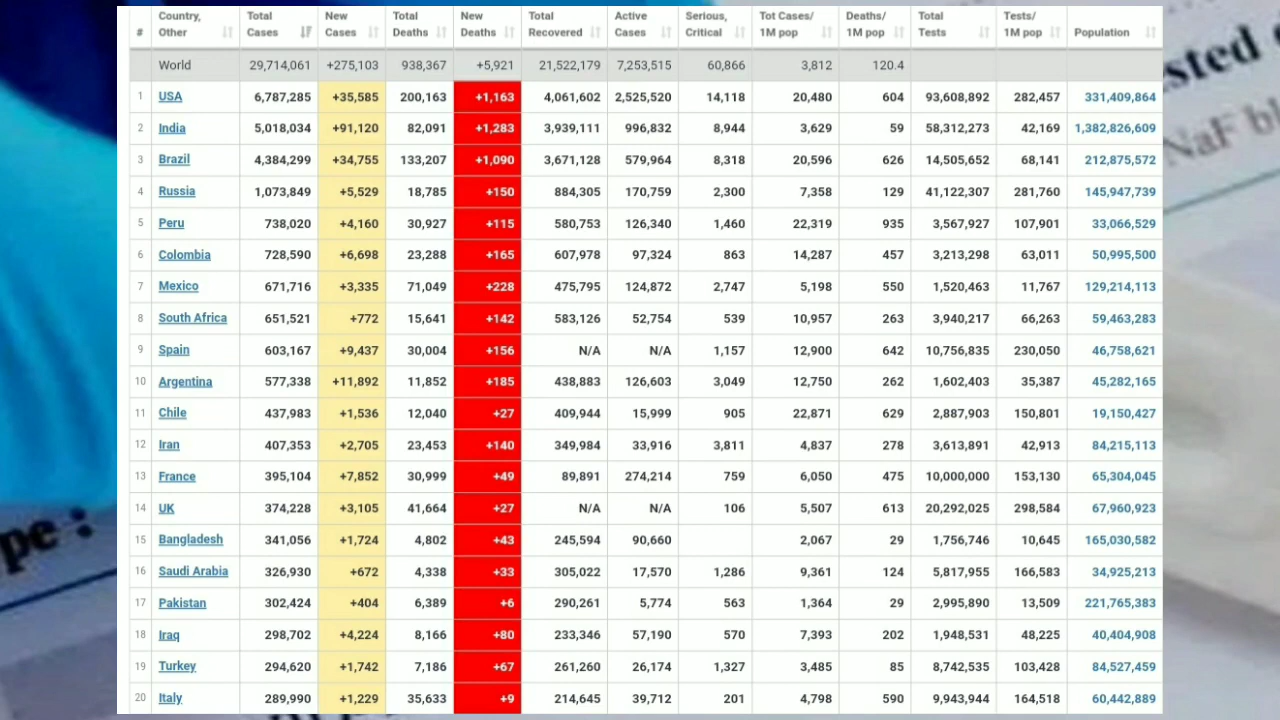 # Country, Other Total Cases New Cases Total Deaths New Deaths Total Recovered Active Cases Serious, Critical Tot Cases/ 1M pop Deaths/ 1M pop Total Tests Tests/ 1M pop Population
World 29,714,061 +275,103 938,367 +5,921 21,522,179 7,253,515 60,866 3,812 120.4
1 USA 6,787,285 +35,585 200,163 +1,163 4,061,602 2,525,520 14,118 20,480 604 93,608,892 282,457 331,409,864
2 India 5,018,034 +91,120 82,091 +1,283 3,939,111 996,832 8,944 3,629 59 58,312,273 42,169 1,382,826,609
3 Brazil 4,384,299 +34,755 133,207 +1,090 3,671,128 579,964 8,318 20,596 626 14,505,652 68,141 212,875,572
4 Russia 1,073,849 +5,529 18,785 +150 884,305 170,759 2,300 7,358 129 41,122,307 281,760 145,947,739
5 Peru 738,020 +4,160 30,927 +115 580,753 126,340 1,460 22,319 935 3,567,927 107,901 33,066,529
6 Colombia 728,590 +6,698 23,288 +165 607,978 97,324 863 14,287 457 3,213,298 63,011 50,995,500
7 Mexico 671,716 +3,335 71,049 +228 475,795 124,872 2,747 5,198 550 1,520,463 11,767 129,214,113
8 South Africa 651,521 +772 15,641 +142 583,126 52,754 539 10,957 263 3,940,217 66,263 59,463,283
9 Spain 603,167 +9,437 30,004 +156 N/A N/A 1,157 12,900 642 10,756,835 230,050 46,758,621
10 Argentina 577,338 +11,892 11,852 +185 438,883 126,603 3,049 12,750 262 1,602,403 35,387 45,282,165
11 Chile 437,983 +1,536 12,040 +27 409,944 15,999 905 22,871 629 2,887,903 150,801 19,150,427
12 Iran 407,353 +2,705 23,453 +140 349,984 33,916 3,811 4,837 278 3,613,891 42,913 84,215,113
13 France 395,104 +7,852 30,999 +49 89,891 274,214 759 6,050 475 10,000,000 153,130 65,304,045
14 UK 374,228 +3,105 41,664 +27 N/A N/A 106 5,507 613 20,292,025 298,584 67,960,923
15 Bangladesh 341,056 +1,724 4,802 +43 245,594 90,660 2,067 29 1,756,746 10,645 165,030,582
16 Saudi Arabia 326,930 +672 4,338 +33 305,022 17,570 1,286 9,361 124 5,817,955 166,583 34,925,213
17 Pakistan 302,424 +404 6,389 +6 290,261 5,774 563 1,364 29 2,995,890 13,509 221,765,383
18 Iraq 298,702 +4,224 8,166 +80 233,346 57,190 570 7,393 202 1,948,531 48,225 40,404,908
19 Turkey 294,620 +1,742 7,186 +67 261,260 26,174 1,327 3,485 85 8,742,535 103,428 84,527,459
20 Italy 289,990 +1,229 35,633 +9 214,645 39,712 201 4,798 590 9,943,944 164,518 60,442,889
NaF